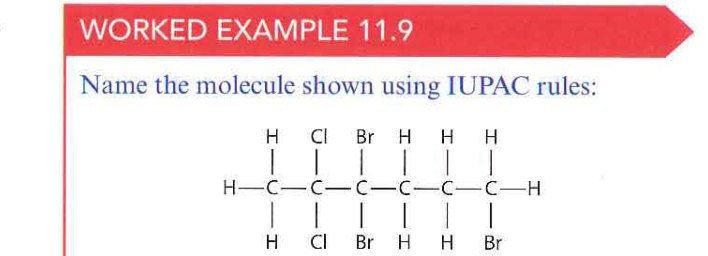 WORKED EXAMPLE 11.9
Name the molecule shown using IUPAC rules:
H Cl Br H H H
H—C—C—C—C—C—C—H
H Cl Br H H Br